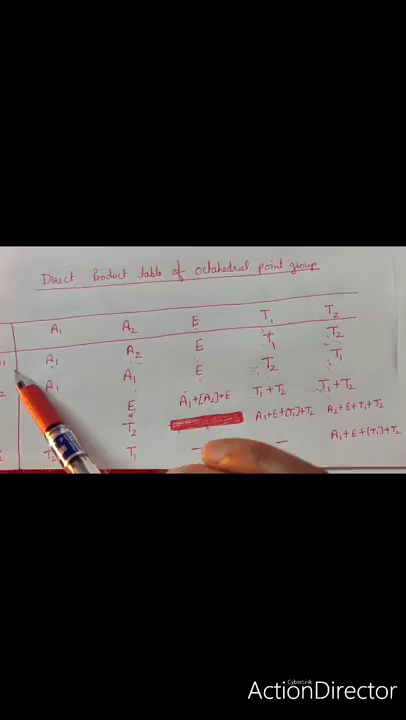 Direct Product table of octahedral point group
A₁ A₂ E T₁ T₂
A₁ A₂ E T₁ T₂
A₁ A₁ E T₂ T₁
E A₁+[A₂]+E T₁+T₂ T₁+T₂
T₂ A₁+E+[T₁]+T₂ A₂+E+T₁+T₂
T₁ A₁+E+[T₁]+T₂
CyberLink
ActionDirector